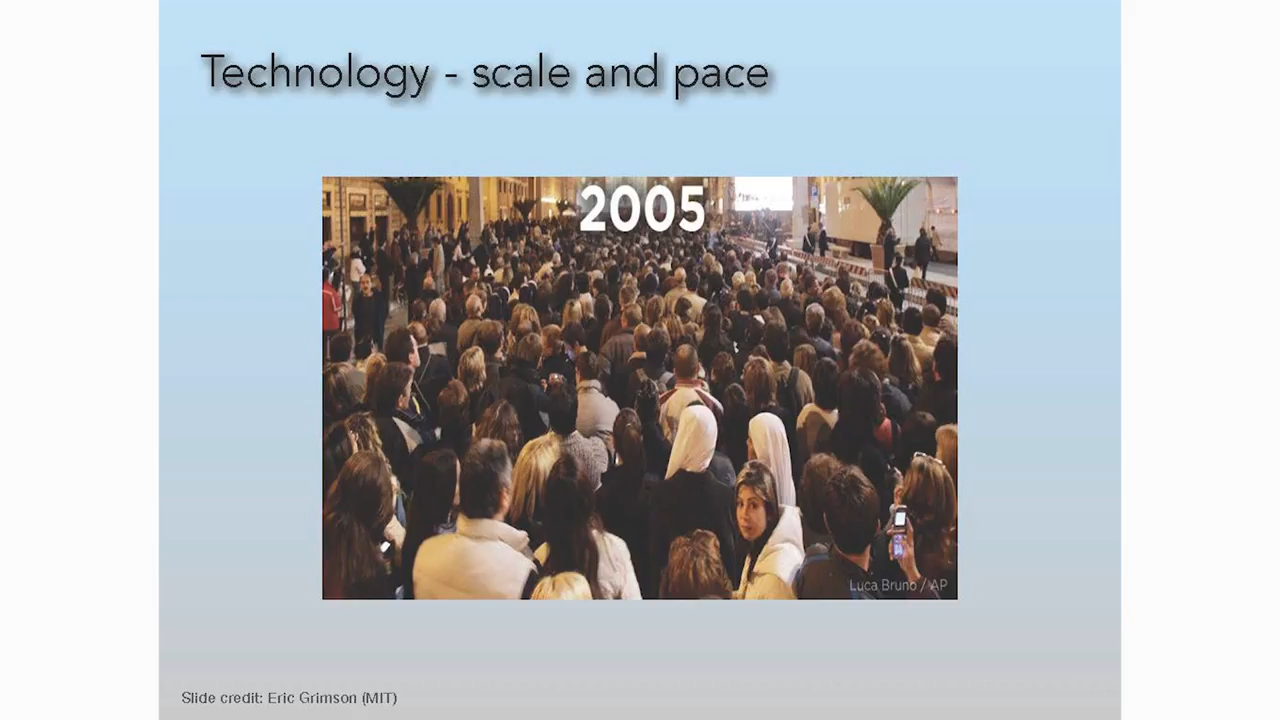 Technology - scale and pace
2005
Luca Bruno / AP
Slide credit: Eric Grimson (MIT)